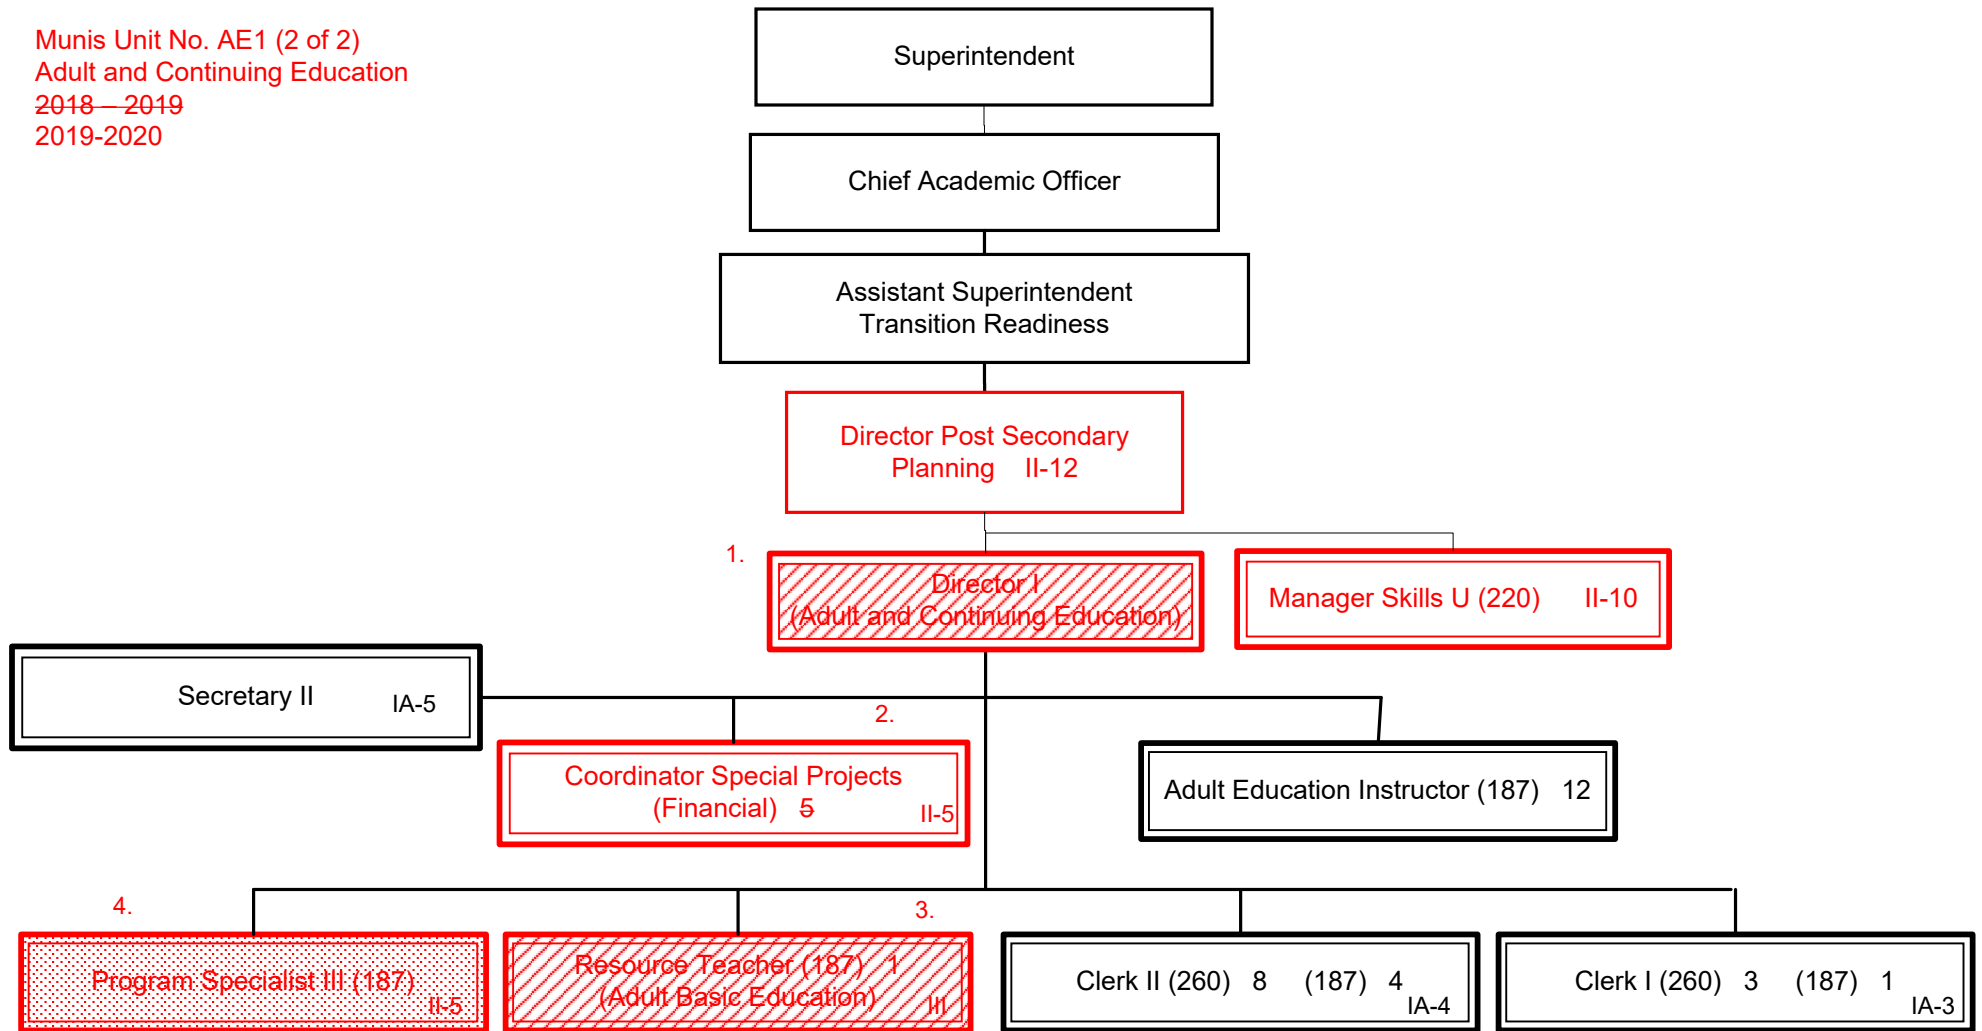 Munis Unit No. AE1 (2 of 2)
Adult and Continuing Education
2018 – 2019
2019-2020
Superintendent
Chief Academic Officer
Assistant Superintendent
Transition Readiness
Director Post Secondary
Planning II-12
1.
Director I
(Adult and Continuing Education)
Manager Skills U (220) II-10
Secretary II IA-5
2.
Coordinator Special Projects
(Financial) 5 II-5
Adult Education Instructor (187) 12
4.
3.
Program Specialist III (187)
II-5
Resource Teacher (187) 1
(Adult Basic Education) III
Clerk II (260) 8 (187) 4
IA-4
Clerk I (260) 3 (187) 1
IA-3